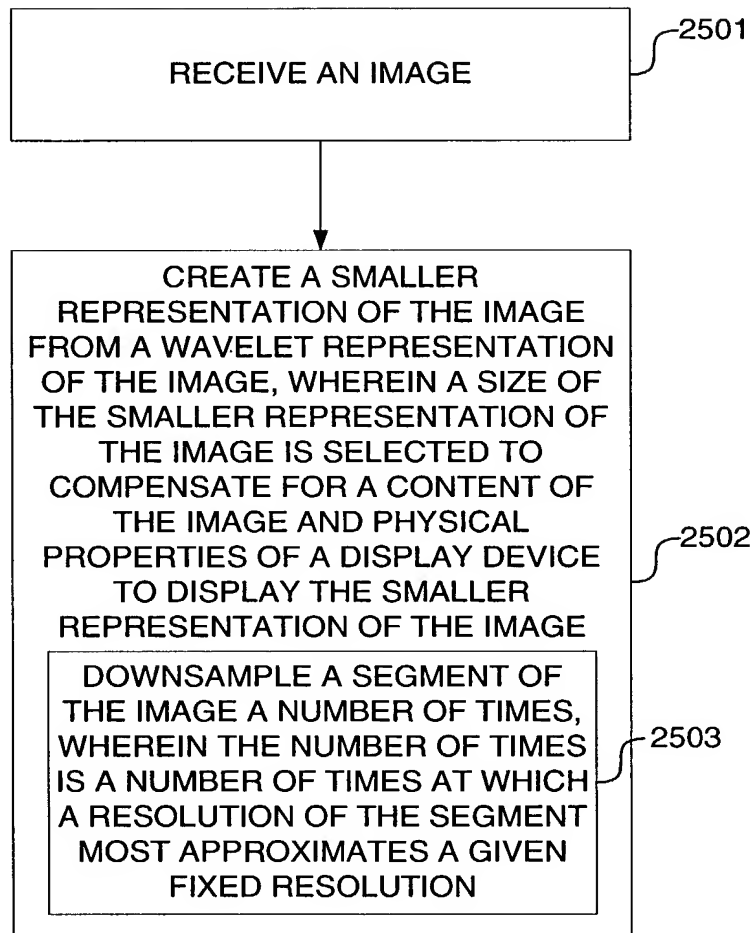 RECEIVE AN IMAGE
2501
CREATE A SMALLER
REPRESENTATION OF THE IMAGE
FROM A WAVELET REPRESENTATION
OF THE IMAGE, WHEREIN A SIZE OF
THE SMALLER REPRESENTATION OF
THE IMAGE IS SELECTED TO
COMPENSATE FOR A CONTENT OF
THE IMAGE AND PHYSICAL
PROPERTIES OF A DISPLAY DEVICE
TO DISPLAY THE SMALLER
REPRESENTATION OF THE IMAGE
2502
DOWNSAMPLE A SEGMENT OF
THE IMAGE A NUMBER OF TIMES,
WHEREIN THE NUMBER OF TIMES
IS A NUMBER OF TIMES AT WHICH
A RESOLUTION OF THE SEGMENT
MOST APPROXIMATES A GIVEN
FIXED RESOLUTION
2503